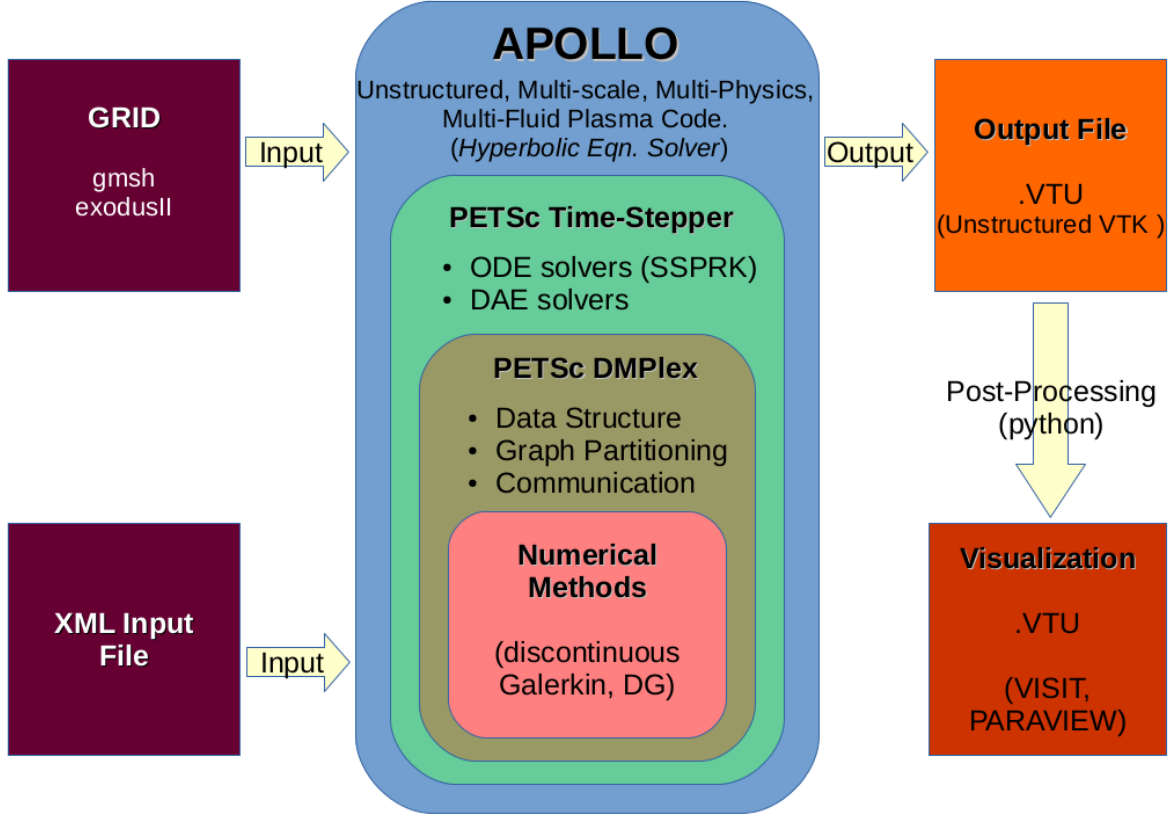 GRID
gmsh
exodusII
Input
XML Input
File
Input
APOLLO
Unstructured, Multi-scale, Multi-Physics,
Multi-Fluid Plasma Code.
(Hyperbolic Eqn. Solver)
PETSc Time-Stepper
• ODE solvers (SSPRK)
• DAE solvers
PETSc DMPlex
• Data Structure
• Graph Partitioning
• Communication
Numerical
Methods
(discontinuous
Galerkin, DG)
Output
Output File
.VTU
(Unstructured VTK )
Post-Processing
(python)
Visualization
.VTU
(VISIT,
PARAVIEW)